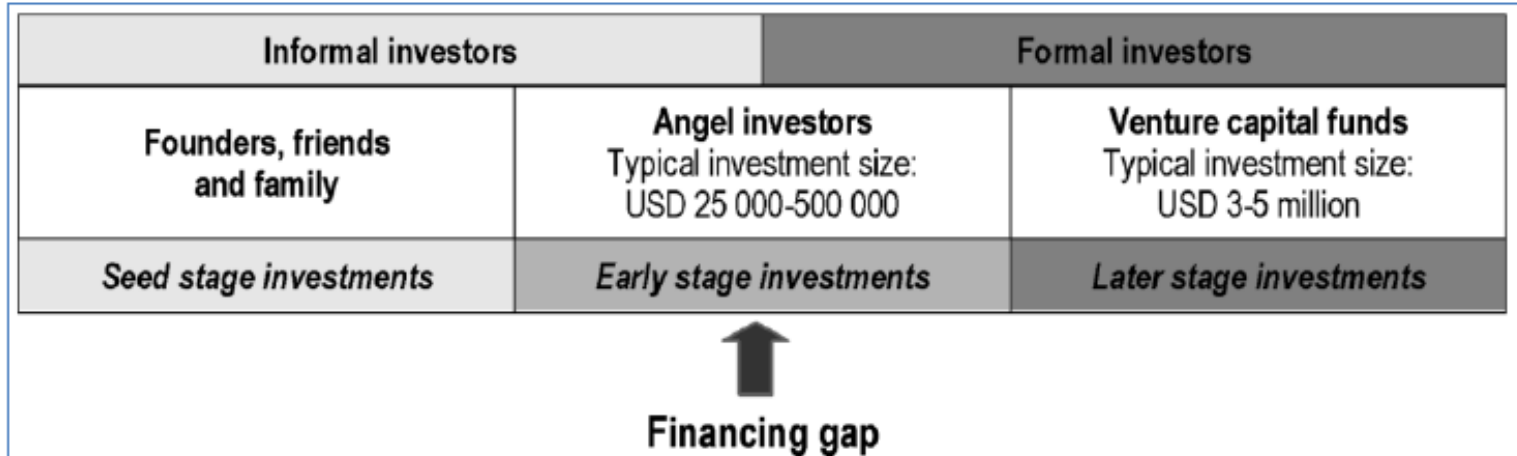 Informal investors
Formal investors
Founders, friends
and family
Angel investors
Typical investment size:
USD 25 000-500 000
Venture capital funds
Typical investment size:
USD 3-5 million
Seed stage investments
Early stage investments
Later stage investments
Financing gap